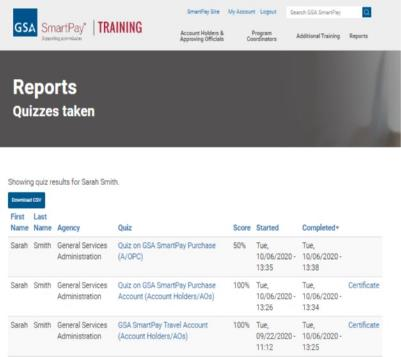 SmartPay Site My Account Logout Search GSA SmartPay
GSA SmartPay® | TRAINING
Supporting your mission
Account Holders & Approving Officials
Program Coordinators
Additional Training
Reports
Reports
Quizzes taken
Showing quiz results for Sarah Smith.
Download CSV
First Name Last Name Agency Quiz Score Started Completed▾
Sarah Smith General Services Quiz on GSA SmartPay Purchase 50% Tue, Tue,
Administration (A/OPC) 10/06/2020 - 10/06/2020 -
13:35 13:38
Sarah Smith General Services Quiz on GSA SmartPay Purchase 100% Tue, Tue, Certificate
Administration Account (Account Holders/AOs) 10/06/2020 - 10/06/2020 -
13:26 13:34
Sarah Smith General Services GSA SmartPay Travel Account 100% Tue, Tue, Certificate
Administration (Account Holders/AOs) 09/22/2020 - 10/06/2020 -
11:12 13:25